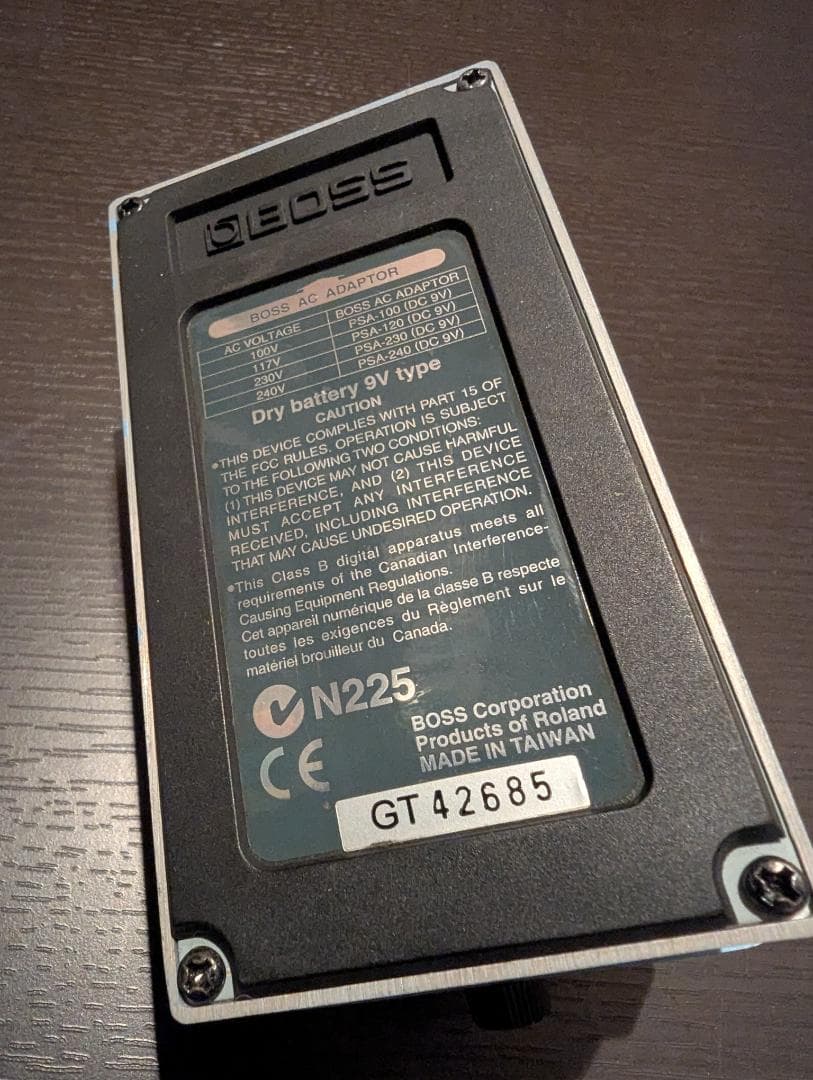 BOSS
BOSS AC ADAPTOR
AC VOLTAGE BOSS AC ADAPTOR
100V PSA-100 (DC 9V)
117V PSA-120 (DC 9V)
230V PSA-230 (DC 9V)
240V PSA-240 (DC 9V)
Dry battery 9V type
CAUTION
•THIS DEVICE COMPLIES WITH PART 15 OF
THE FCC RULES. OPERATION IS SUBJECT
TO THE FOLLOWING TWO CONDITIONS:
(1) THIS DEVICE MAY NOT CAUSE HARMFUL
INTERFERENCE, AND (2) THIS DEVICE
MUST ACCEPT ANY INTERFERENCE
RECEIVED, INCLUDING INTERFERENCE
THAT MAY CAUSE UNDESIRED OPERATION.
•This Class B digital apparatus meets all
requirements of the Canadian Interference-
Causing Equipment Regulations.
Cet appareil numérique de la classe B respecte
toutes les exigences du Règlement sur le
matériel brouilleur du Canada.
N225
CE
BOSS Corporation
Products of Roland
MADE IN TAIWAN
GT42685